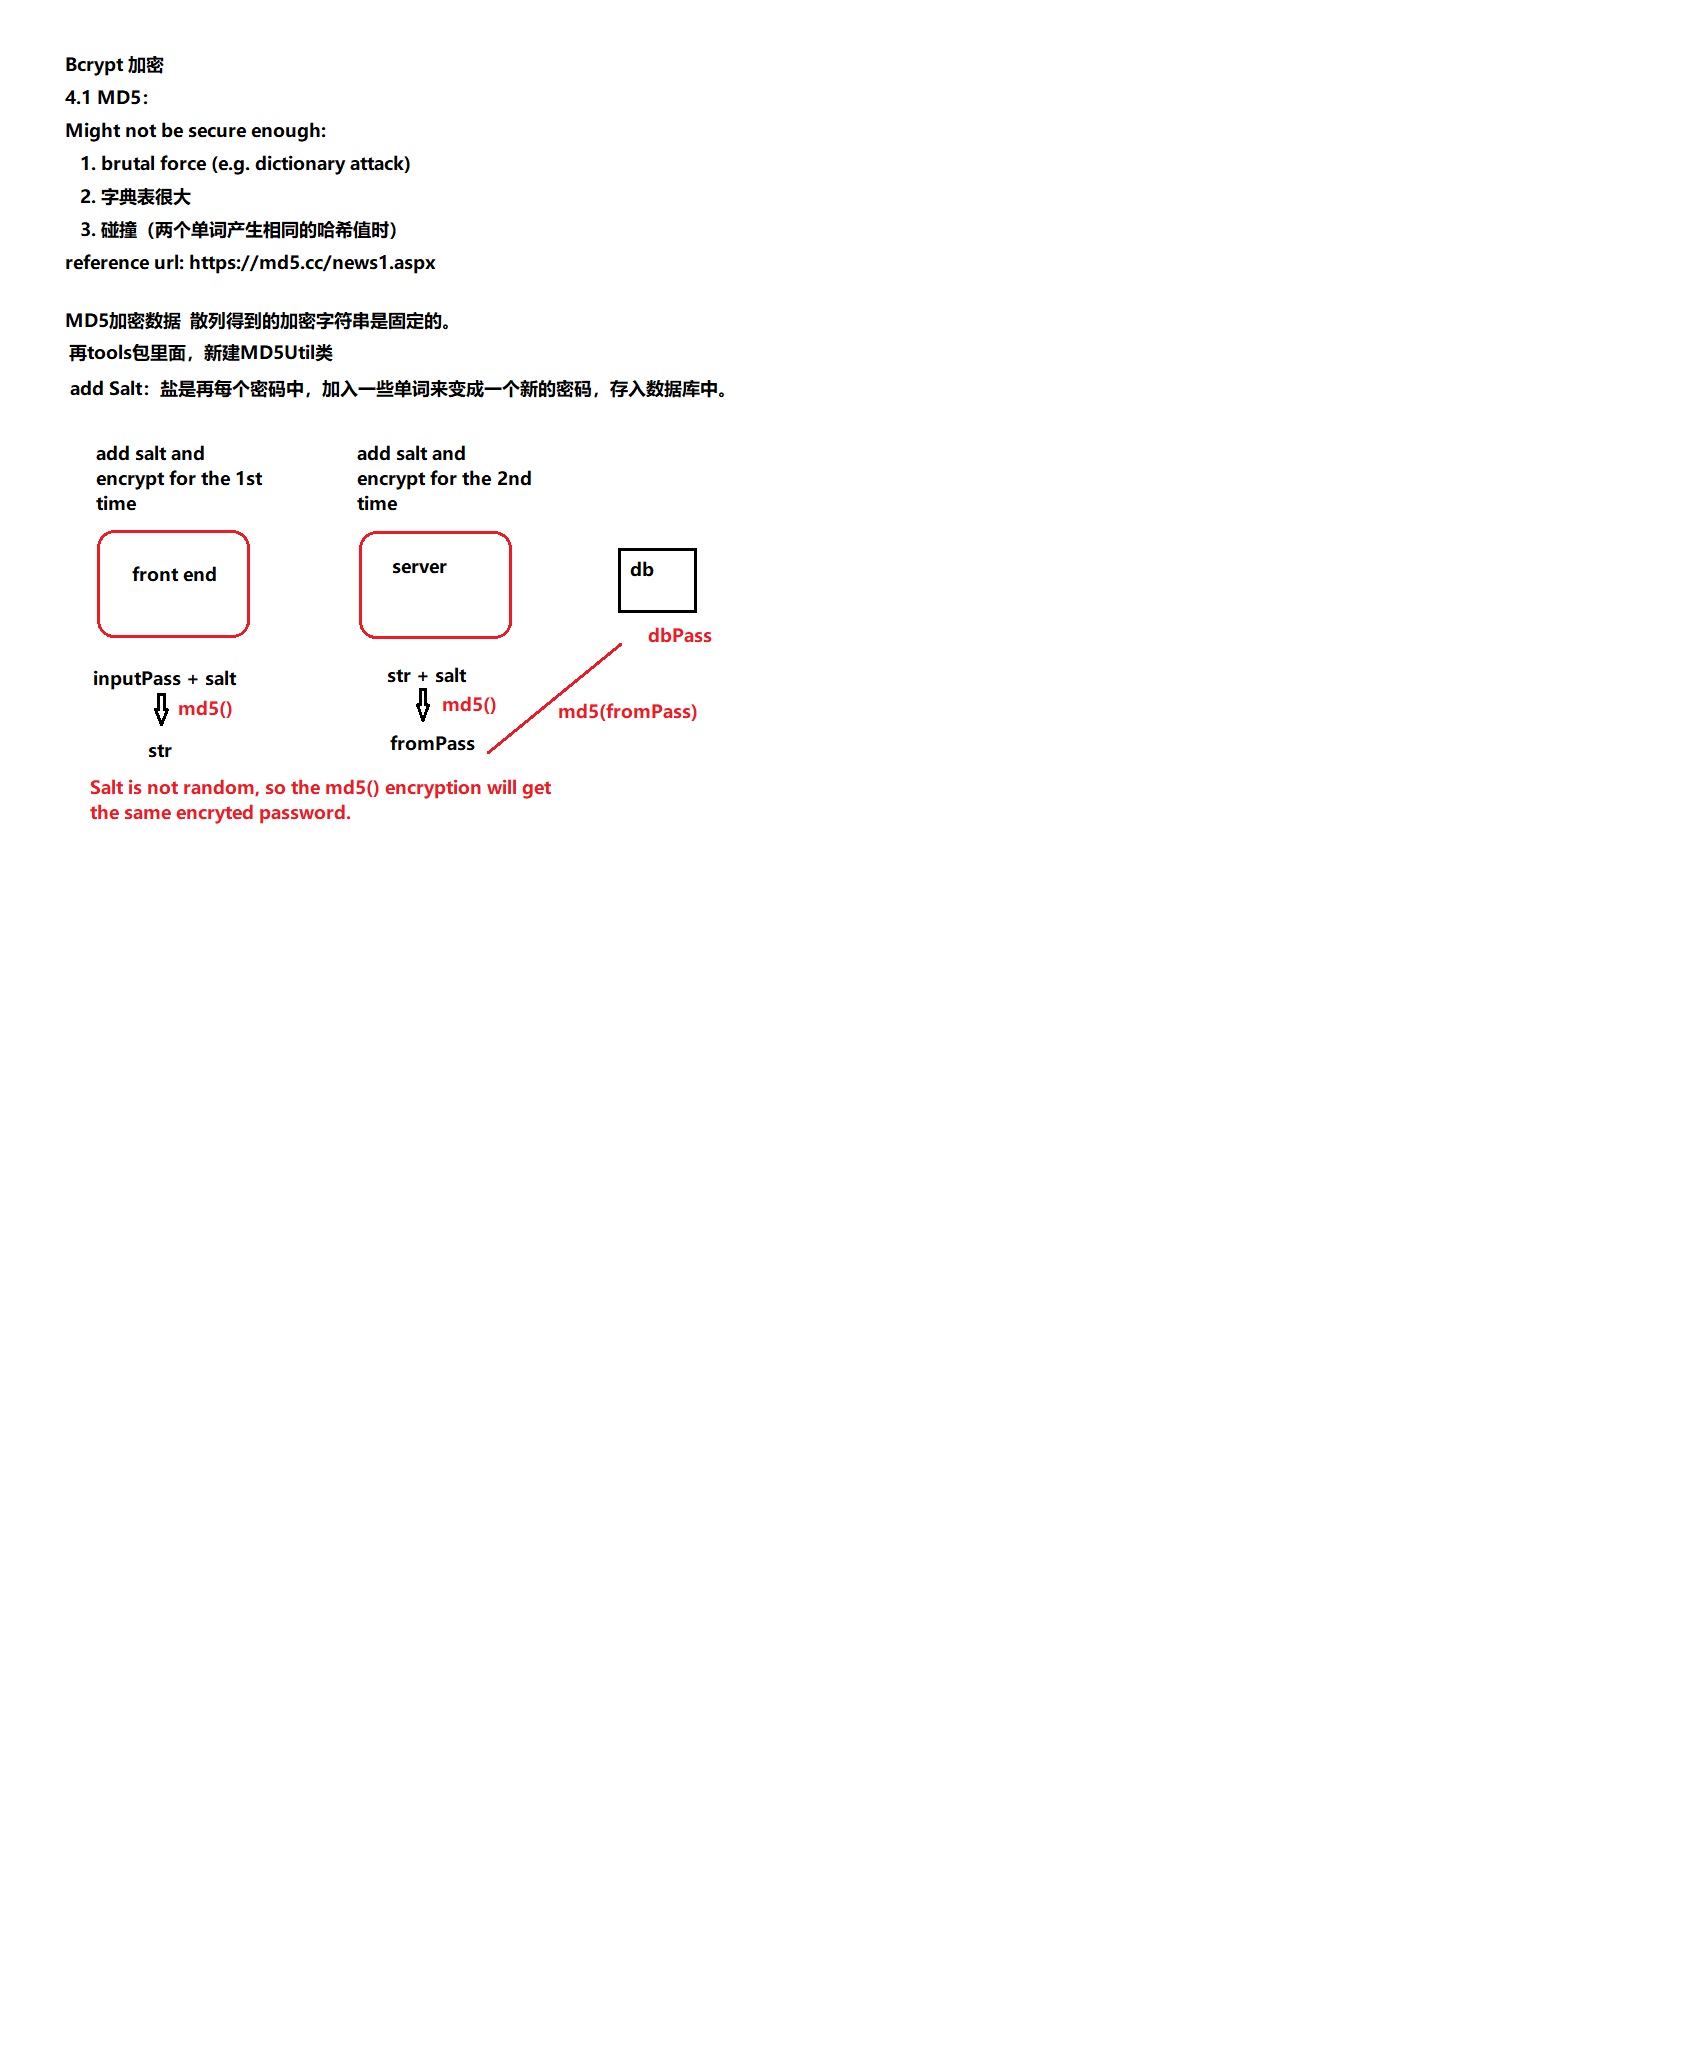 Bcrypt 加密
4.1 MD5：
Might not be secure enough:
1. brutal force (e.g. dictionary attack)
2. 字典表很大
3. 碰撞（两个单词产生相同的哈希值时）
reference url: https://md5.cc/news1.aspx
MD5加密数据 散列得到的加密字符串是固定的。
再tools包里面，新建MD5Util类
add Salt：盐是再每个密码中，加入一些单词来变成一个新的密码，存入数据库中。
add salt and
encrypt for the 1st
time
add salt and
encrypt for the 2nd
time
front end
server
db
dbPass
inputPass + salt
md5()
str
str + salt
md5()
fromPass
md5(fromPass)
Salt is not random, so the md5() encryption will get
the same encryted password.